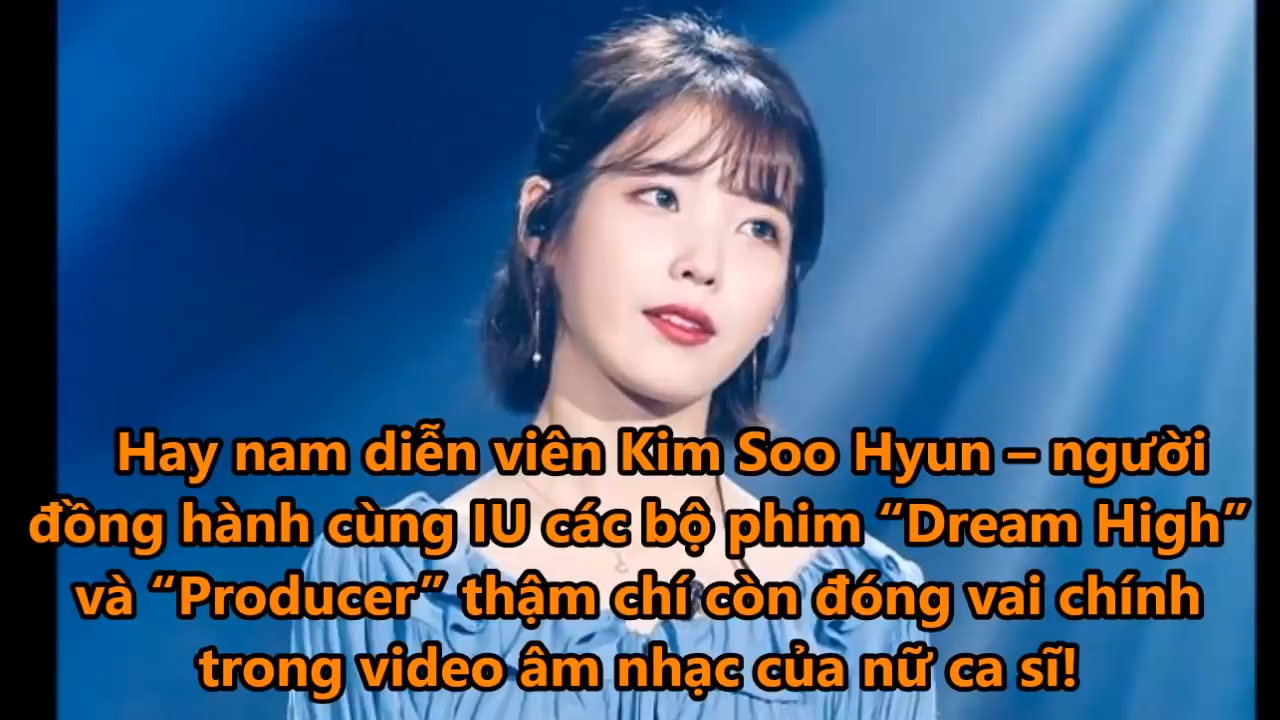 Hay nam diễn viên Kim Soo Hyun – người
đồng hành cùng IU các bộ phim “Dream High”
và “Producer” thậm chí còn đóng vai chính
trong video âm nhạc của nữ ca sĩ!